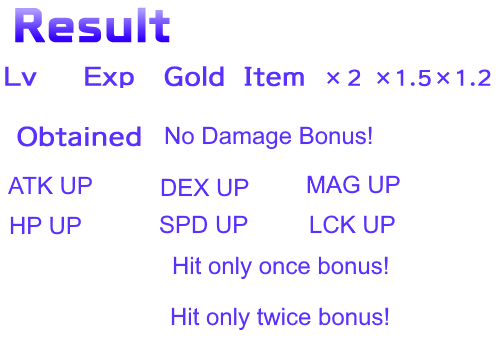 Result
Lv Exp Gold Item ×2 ×1.5×1.2
Obtained No Damage Bonus!
ATK UP DEX UP MAG UP
HP UP SPD UP LCK UP
Hit only once bonus!
Hit only twice bonus!